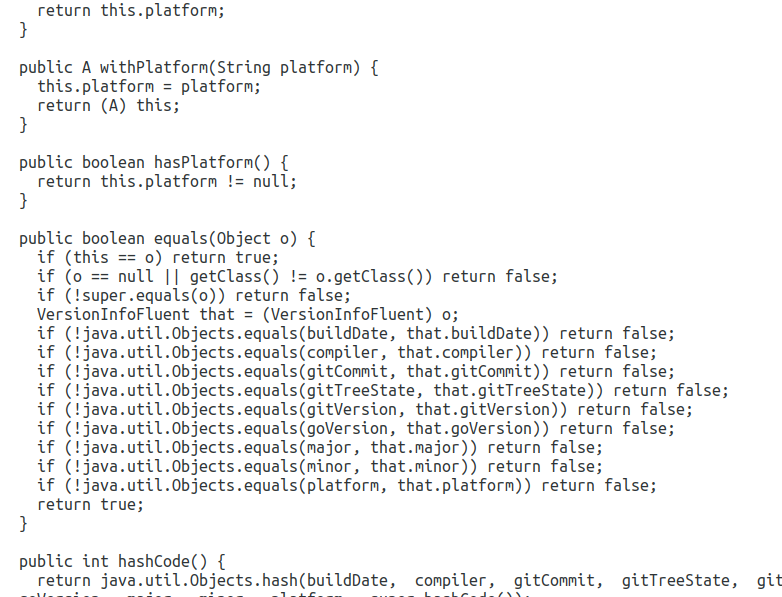 return this.platform;
}
public A withPlatform(String platform) {
this.platform = platform;
return (A) this;
}
public boolean hasPlatform() {
return this.platform != null;
}
public boolean equals(Object o) {
if (this == o) return true;
if (o == null || getClass() != o.getClass()) return false;
if (!super.equals(o)) return false;
VersionInfoFluent that = (VersionInfoFluent) o;
if (!java.util.Objects.equals(buildDate, that.buildDate)) return false;
if (!java.util.Objects.equals(compiler, that.compiler)) return false;
if (!java.util.Objects.equals(gitCommit, that.gitCommit)) return false;
if (!java.util.Objects.equals(gitTreeState, that.gitTreeState)) return false;
if (!java.util.Objects.equals(gitVersion, that.gitVersion)) return false;
if (!java.util.Objects.equals(goVersion, that.goVersion)) return false;
if (!java.util.Objects.equals(major, that.major)) return false;
if (!java.util.Objects.equals(minor, that.minor)) return false;
if (!java.util.Objects.equals(platform, that.platform)) return false;
return true;
}
public int hashCode() {
return java.util.Objects.hash(buildDate,  compiler,  gitCommit,  gitTreeState,  git